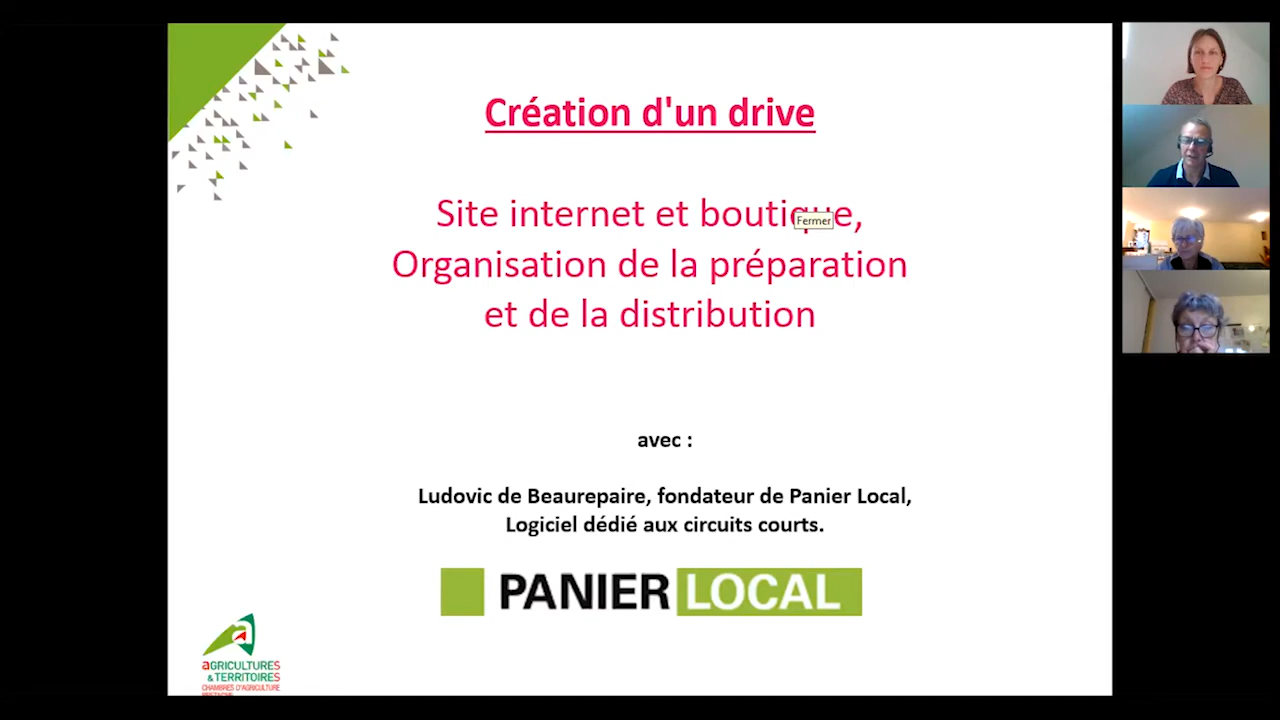 Création d'un drive
Site internet et boutique,
Fermer
Organisation de la préparation
et de la distribution
avec :
Ludovic de Beaurepaire, fondateur de Panier Local,
Logiciel dédié aux circuits courts.
PANIER LOCAL
aGRICULTURES
& TERRITOIRES
CHAMBRES D'AGRICULTURE